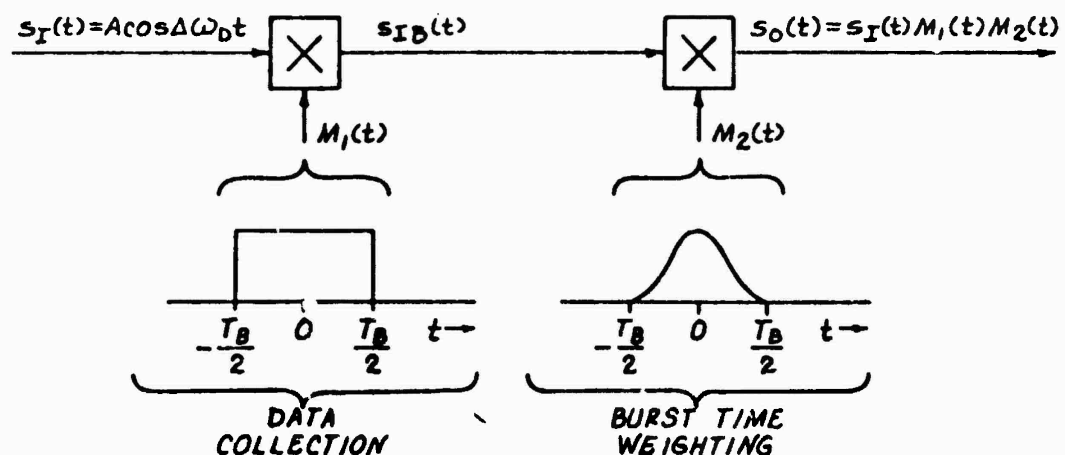 s_I(t)=Acos Δω_D t
s_IB(t)
s_O(t)=s_I(t)M_1(t)M_2(t)
M_1(t)
M_2(t)
-T_B/2 0 T_B/2 t→
-T_B/2 0 T_B/2 t→
DATA
COLLECTION
BURST TIME
WEIGHTING